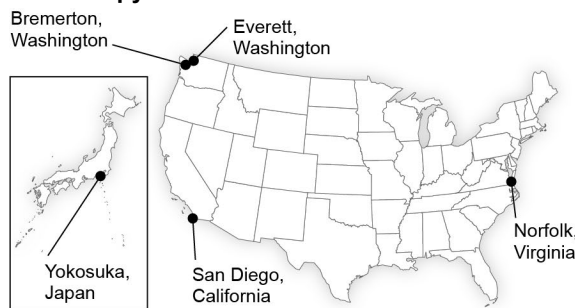 Bremerton,
Washington
Everett,
Washington
Yokosuka,
Japan
San Diego,
California
Norfolk,
Virginia